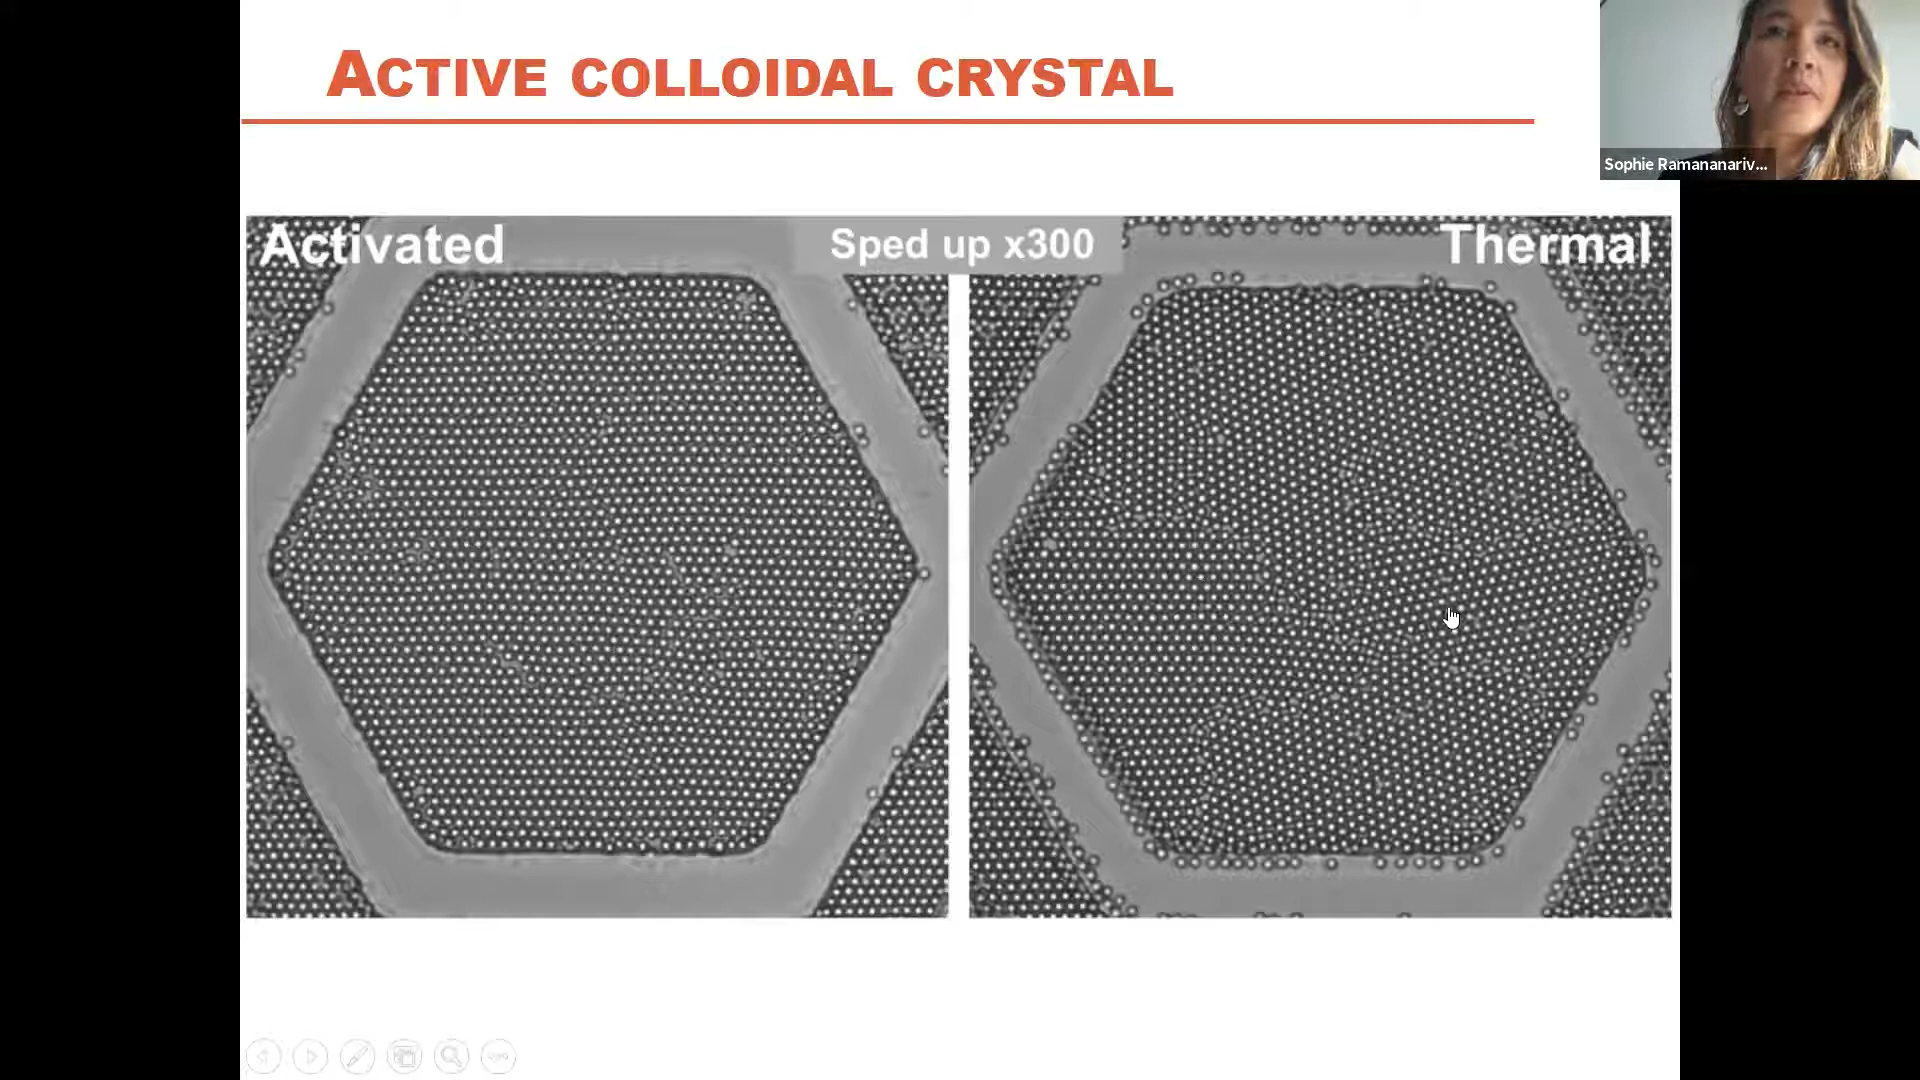 ACTIVE COLLOIDAL CRYSTAL
Sophie Ramananariv...
Activated
Sped up x300
Thermal